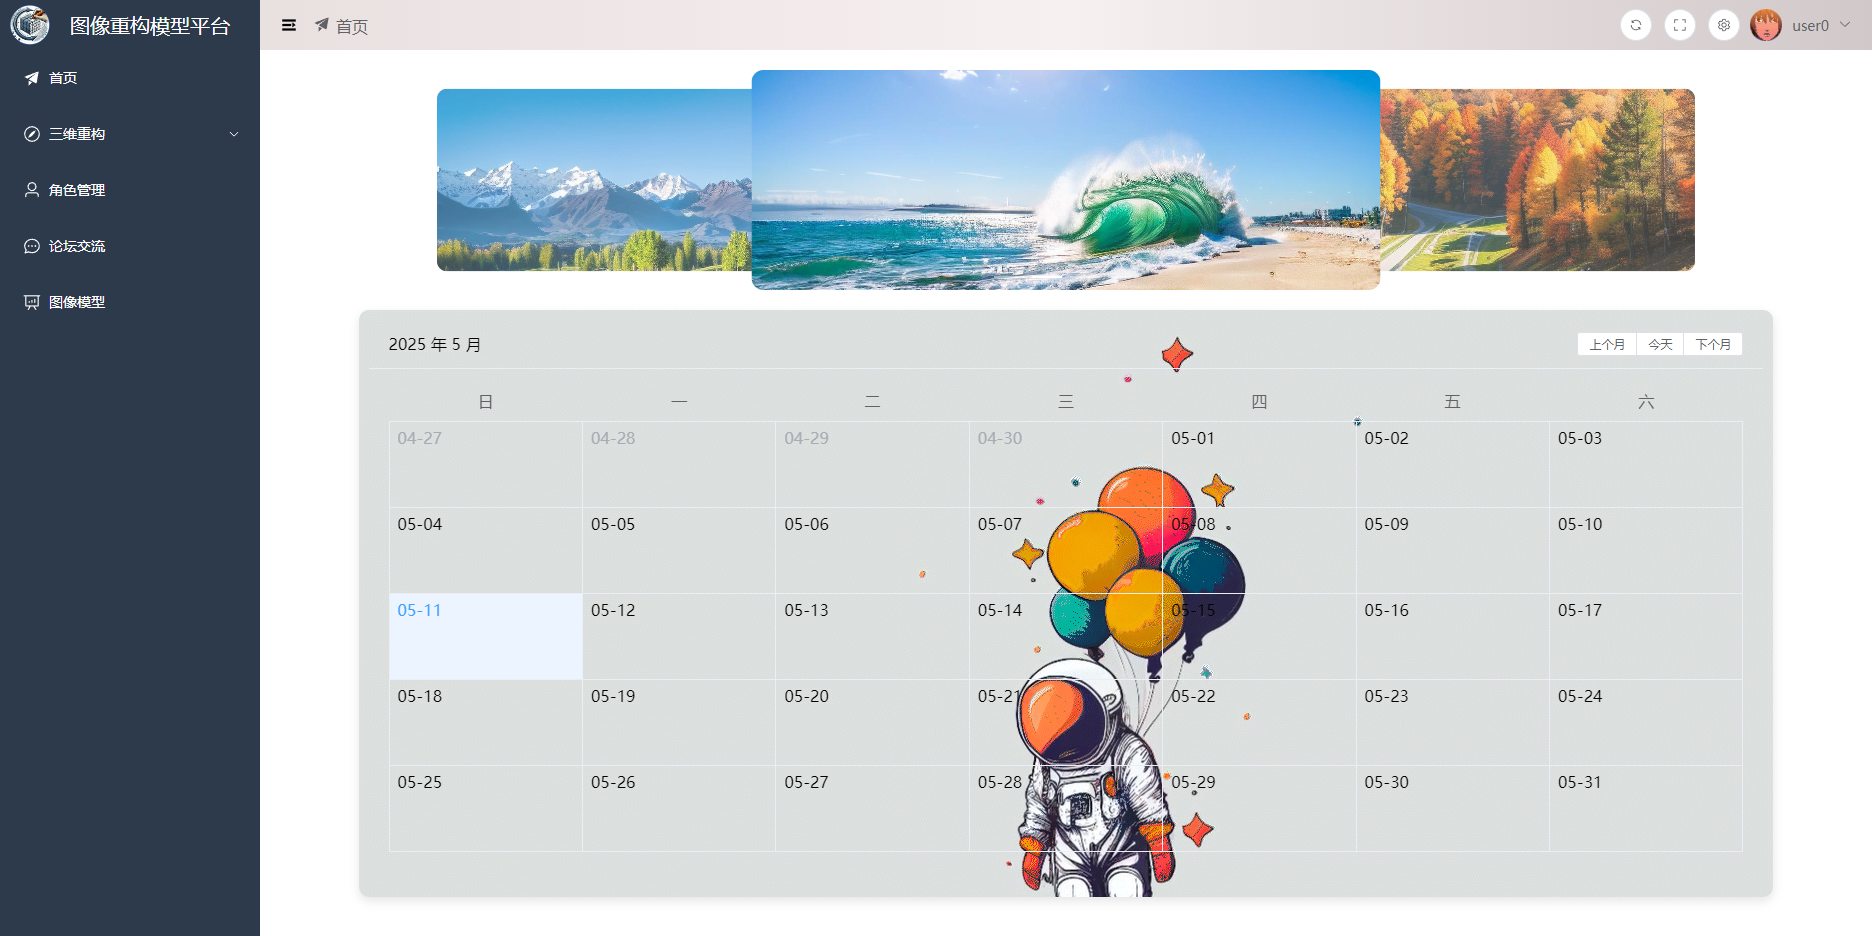 图像重构模型平台
首页
user0
首页
三维重构
角色管理
论坛交流
图像模型
2025 年 5 月
上个月 今天 下个月
日 一 二 三 四 五 六
04-27 04-28 04-29 04-30 05-01 05-02 05-03
05-04 05-05 05-06 05-07 05-08 05-09 05-10
05-11 05-12 05-13 05-14 05-15 05-16 05-17
05-18 05-19 05-20 05-21 05-22 05-23 05-24
05-25 05-26 05-27 05-28 05-29 05-30 05-31